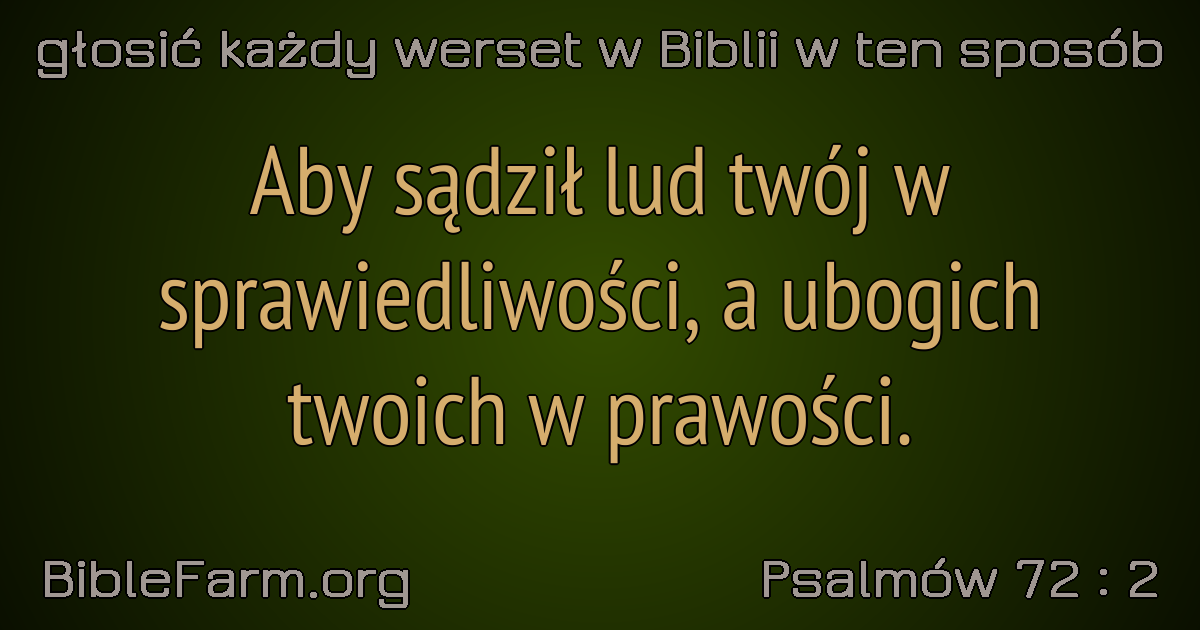 głosić każdy werset w Biblii w ten sposób
Aby sądził lud twój w
sprawiedliwości, a ubogich
twoich w prawości.
BibleFarm.org
Psalmów 72 : 2